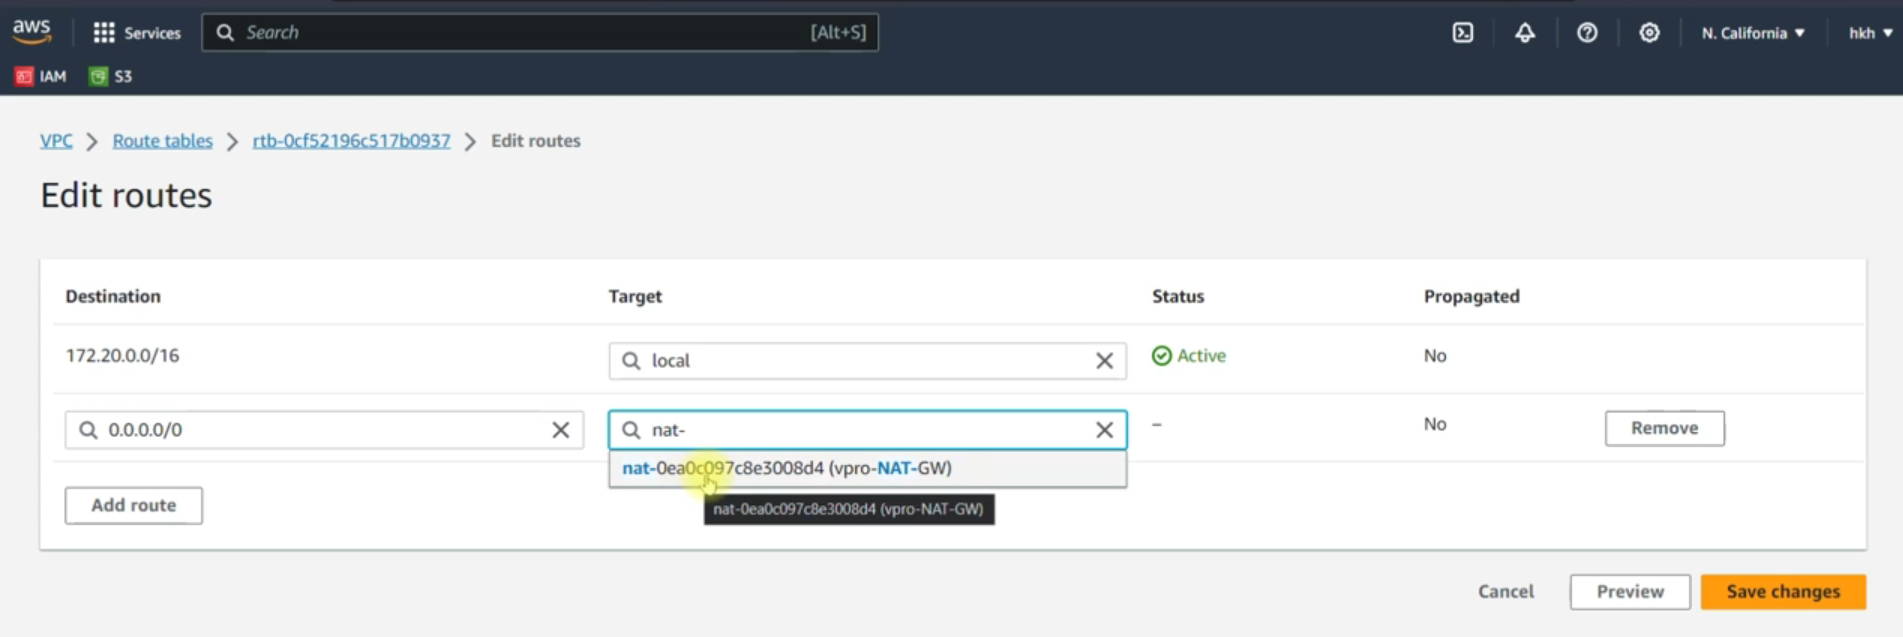 aws Services Search [Alt+S] N. California ▼ hkh ▼
IAM S3
VPC > Route tables > rtb-0cf52196c517b0937 > Edit routes
Edit routes
Destination Target Status Propagated
172.20.0.0/16 local Active No
0.0.0.0/0 nat- – No Remove
nat-0ea0c097c8e3008d4 (vpro-NAT-GW)
Add route
nat-0ea0c097c8e3008d4 (vpro-NAT-GW)
Cancel Preview Save changes